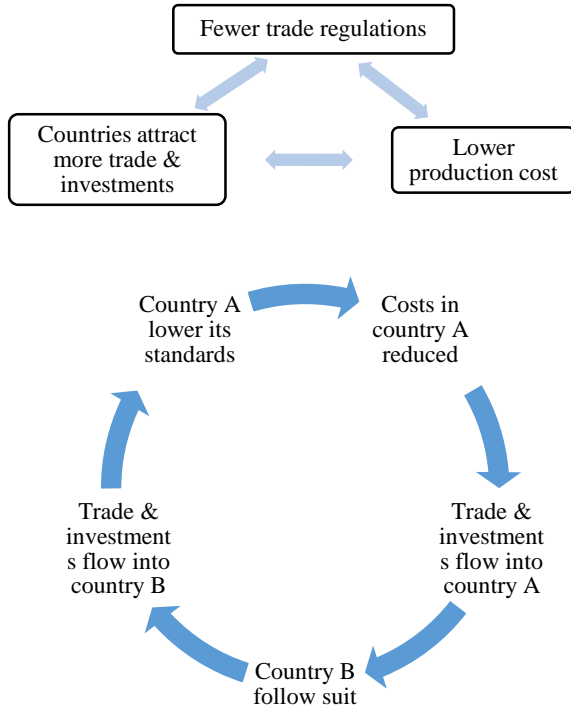 Fewer trade regulations
Countries attract
more trade &
investments
Lower
production cost
Country A
lower its
standards
Costs in
country A
reduced
Trade &
investment
s flow into
country A
Country B
follow suit
Trade &
investment
s flow into
country B